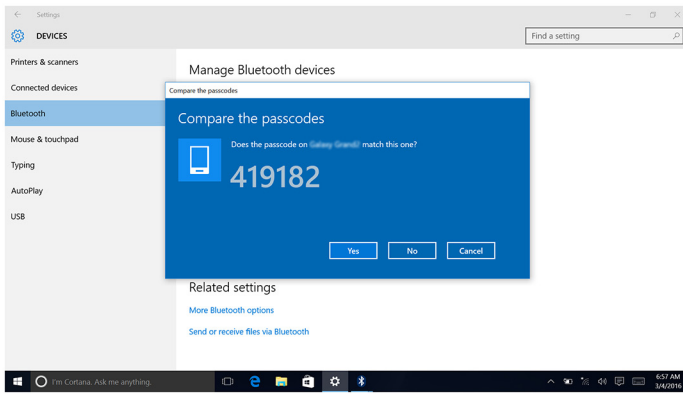 Settings
DEVICES
Find a setting
Printers & scanners
Connected devices
Bluetooth
Mouse & touchpad
Typing
AutoPlay
USB
Manage Bluetooth devices
Compare the passcodes
Compare the passcodes
Does the passcode on Galaxy Grand2 match this one?
419182
Yes
No
Cancel
Related settings
More Bluetooth options
Send or receive files via Bluetooth
I'm Cortana. Ask me anything.
6:57 AM
3/4/2016